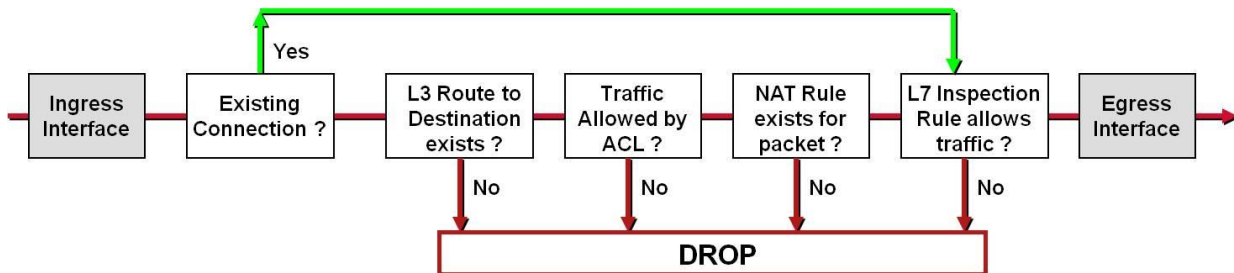 Yes
Ingress
Interface
Existing
Connection ?
L3 Route to
Destination
exists ?
Traffic
Allowed by
ACL ?
NAT Rule
exists for
packet ?
L7 Inspection
Rule allows
traffic ?
Egress
Interface
No
No
No
No
DROP